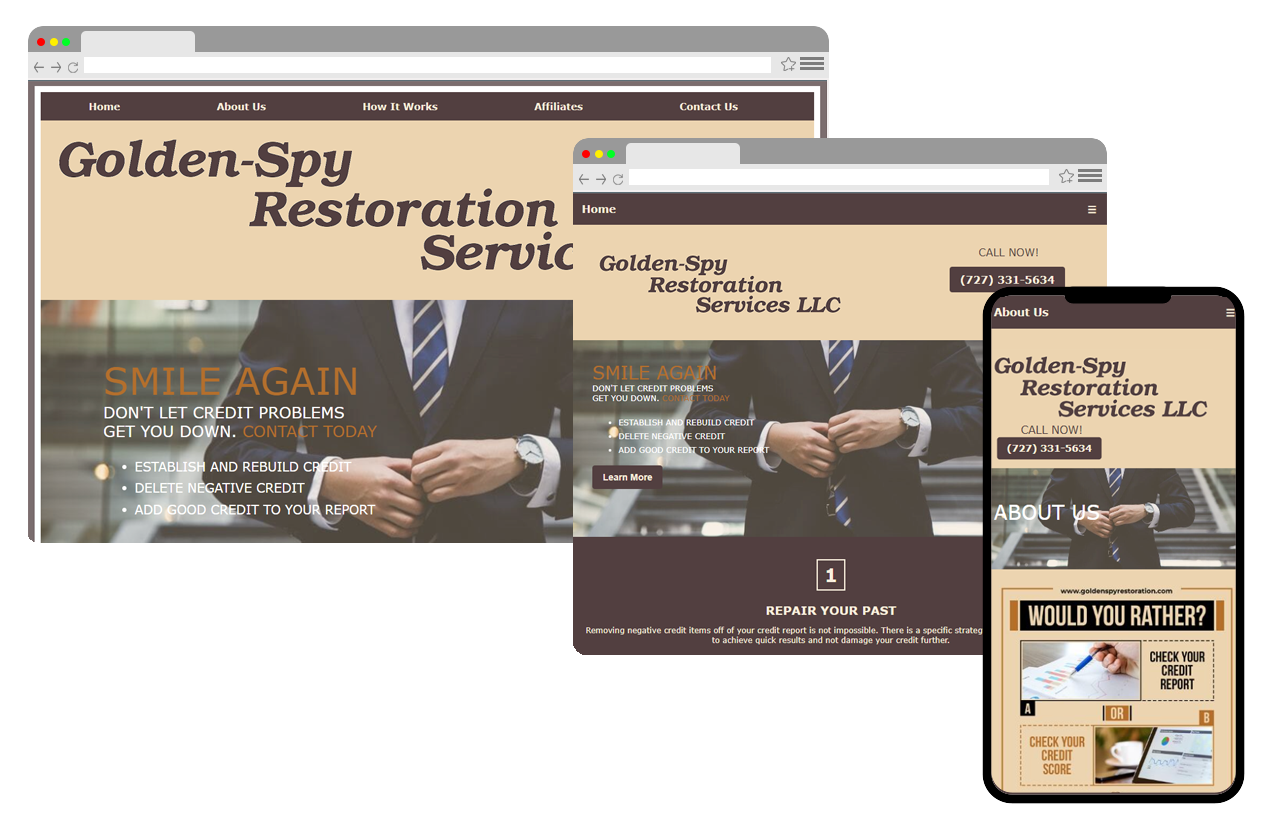 Home About Us How It Works Affiliates Contact Us
Golden-Spy
Restoration
Servic
SMILE AGAIN
DON'T LET CREDIT PROBLEMS
GET YOU DOWN. CONTACT TODAY
• ESTABLISH AND REBUILD CREDIT
• DELETE NEGATIVE CREDIT
• ADD GOOD CREDIT TO YOUR REPORT
Home
CALL NOW!
(727) 331-5634
Golden-Spy
Restoration
Services LLC
SMILE AGAIN
DON'T LET CREDIT PROBLEMS
GET YOU DOWN. CONTACT TODAY
• ESTABLISH AND REBUILD CREDIT
• DELETE NEGATIVE CREDIT
• ADD GOOD CREDIT TO YOUR REPORT
Learn More
1
REPAIR YOUR PAST
Removing negative credit items off of your credit report is not impossible. There is a specific strateg
to achieve quick results and not damage your credit further.
About Us
Golden-Spy
Restoration
Services LLC
CALL NOW!
(727) 331-5634
ABOUT US
www.goldenspyrestoration.com
WOULD YOU RATHER?
CHECK YOUR
CREDIT
REPORT
A
OR
B
CHECK YOUR
CREDIT
SCORE